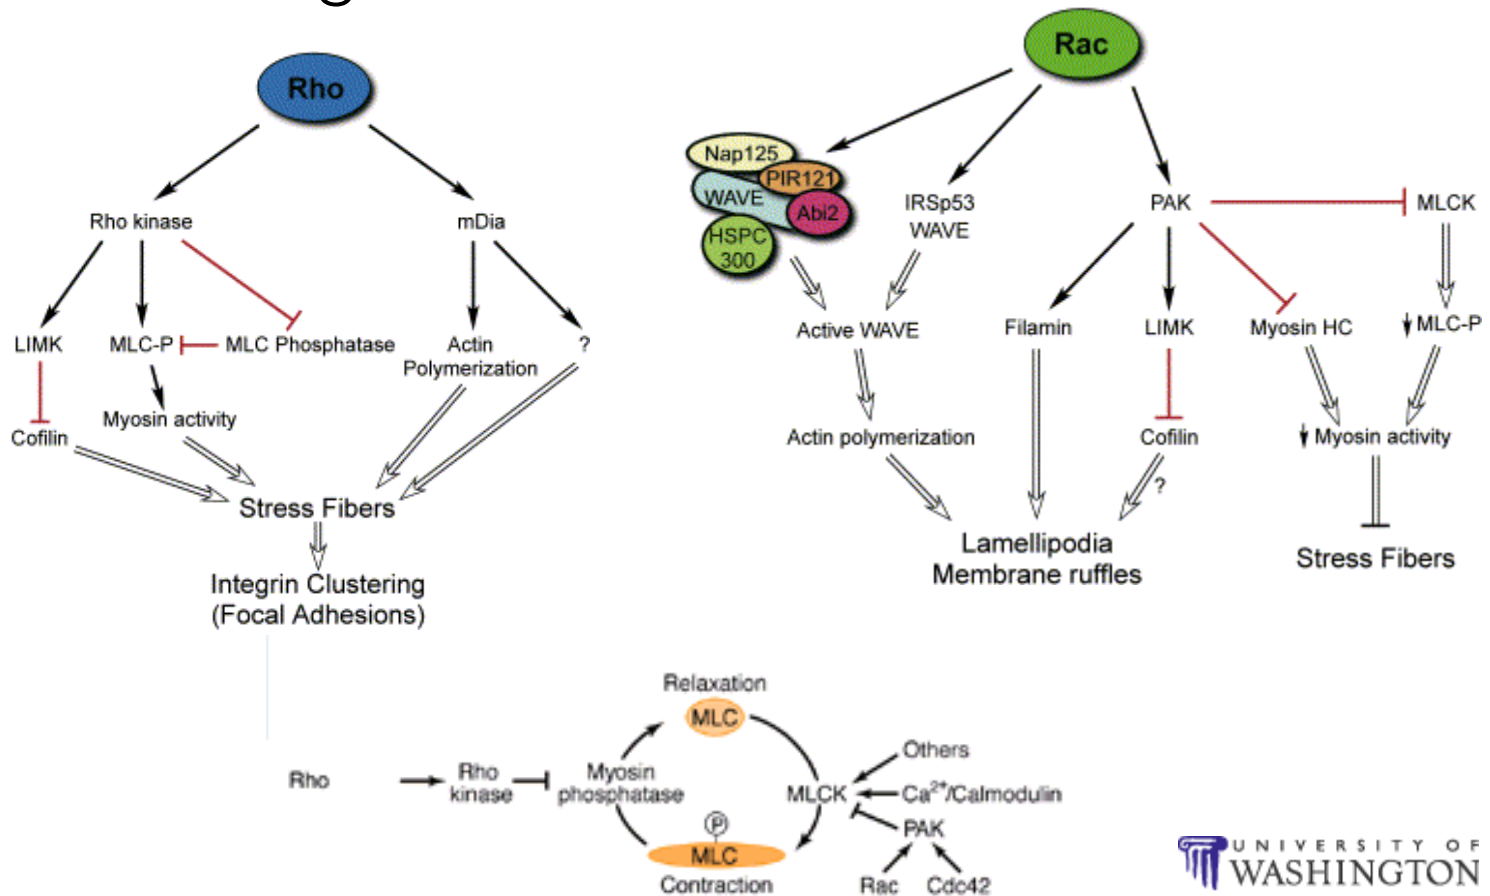 Rho
Rho kinase
mDia
LIMK
MLC-P
MLC Phosphatase
Actin
Polymerization
?
Cofilin
Myosin activity
Stress Fibers
Integrin Clustering
(Focal Adhesions)
Rac
Nap125
PIR121
WAVE
Abi2
HSPC
300
IRSp53
WAVE
PAK
MLCK
Active WAVE
Filamin
LIMK
Myosin HC
MLC-P
Actin polymerization
Cofilin
Myosin activity
?
Lamellipodia
Membrane ruffles
Stress Fibers
Relaxation
MLC
Rho
Rho
kinase
Myosin
phosphatase
MLCK
Others
Ca²⁺/Calmodulin
PAK
Rac
Cdc42
P
MLC
Contraction
UNIVERSITY OF
WASHINGTON